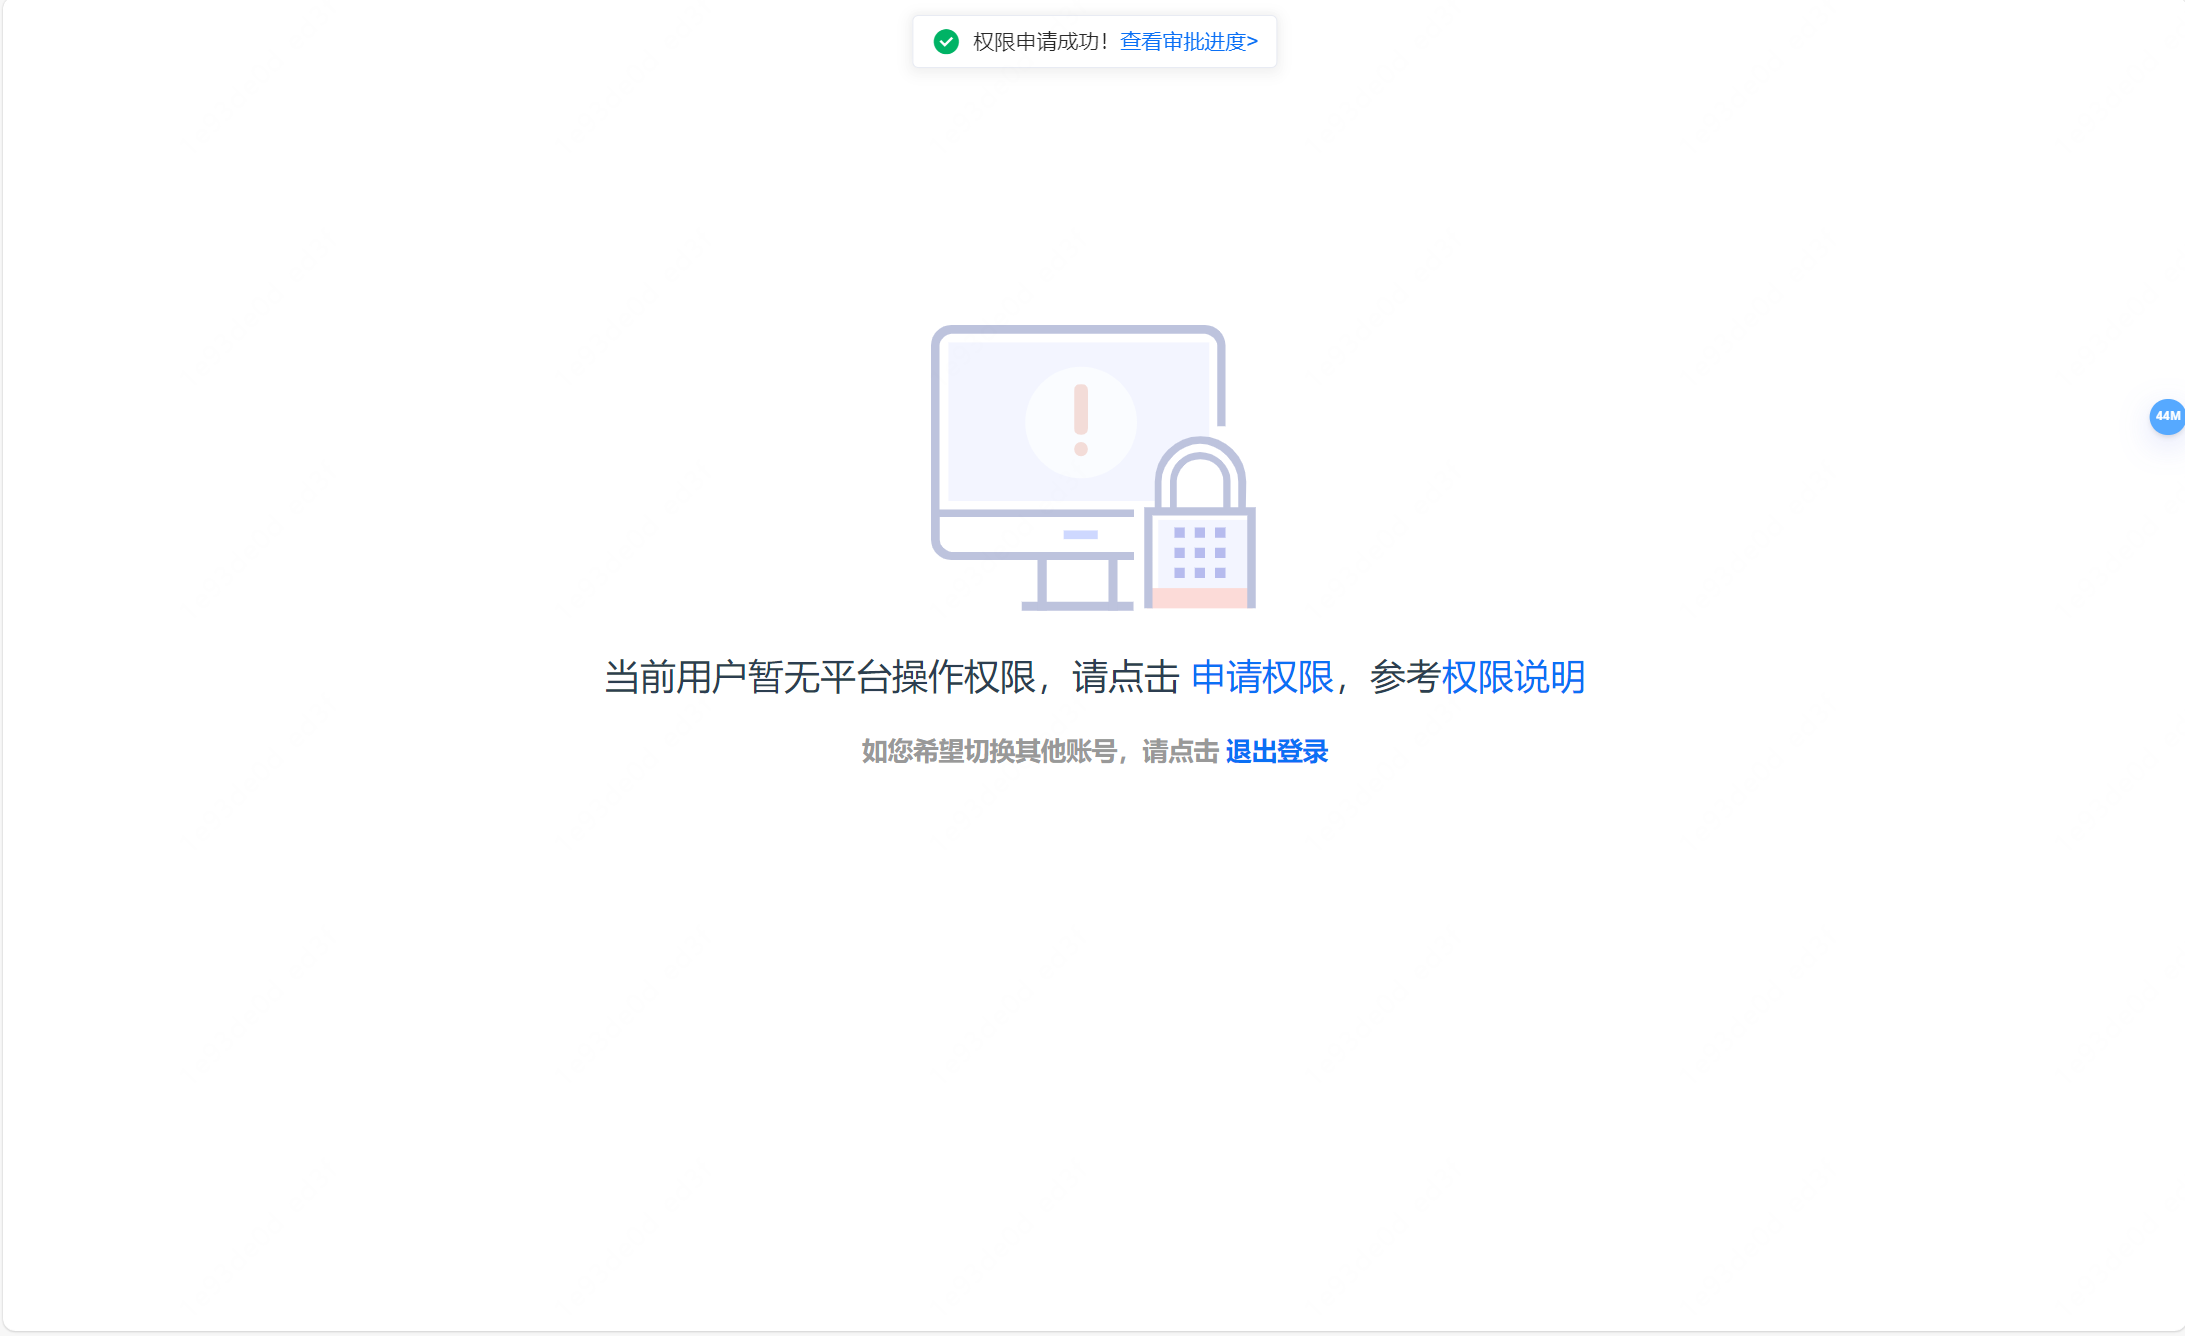 权限申请成功！查看审批进度>
44M
当前用户暂无平台操作权限，请点击 申请权限，参考权限说明
如您希望切换其他账号，请点击 退出登录